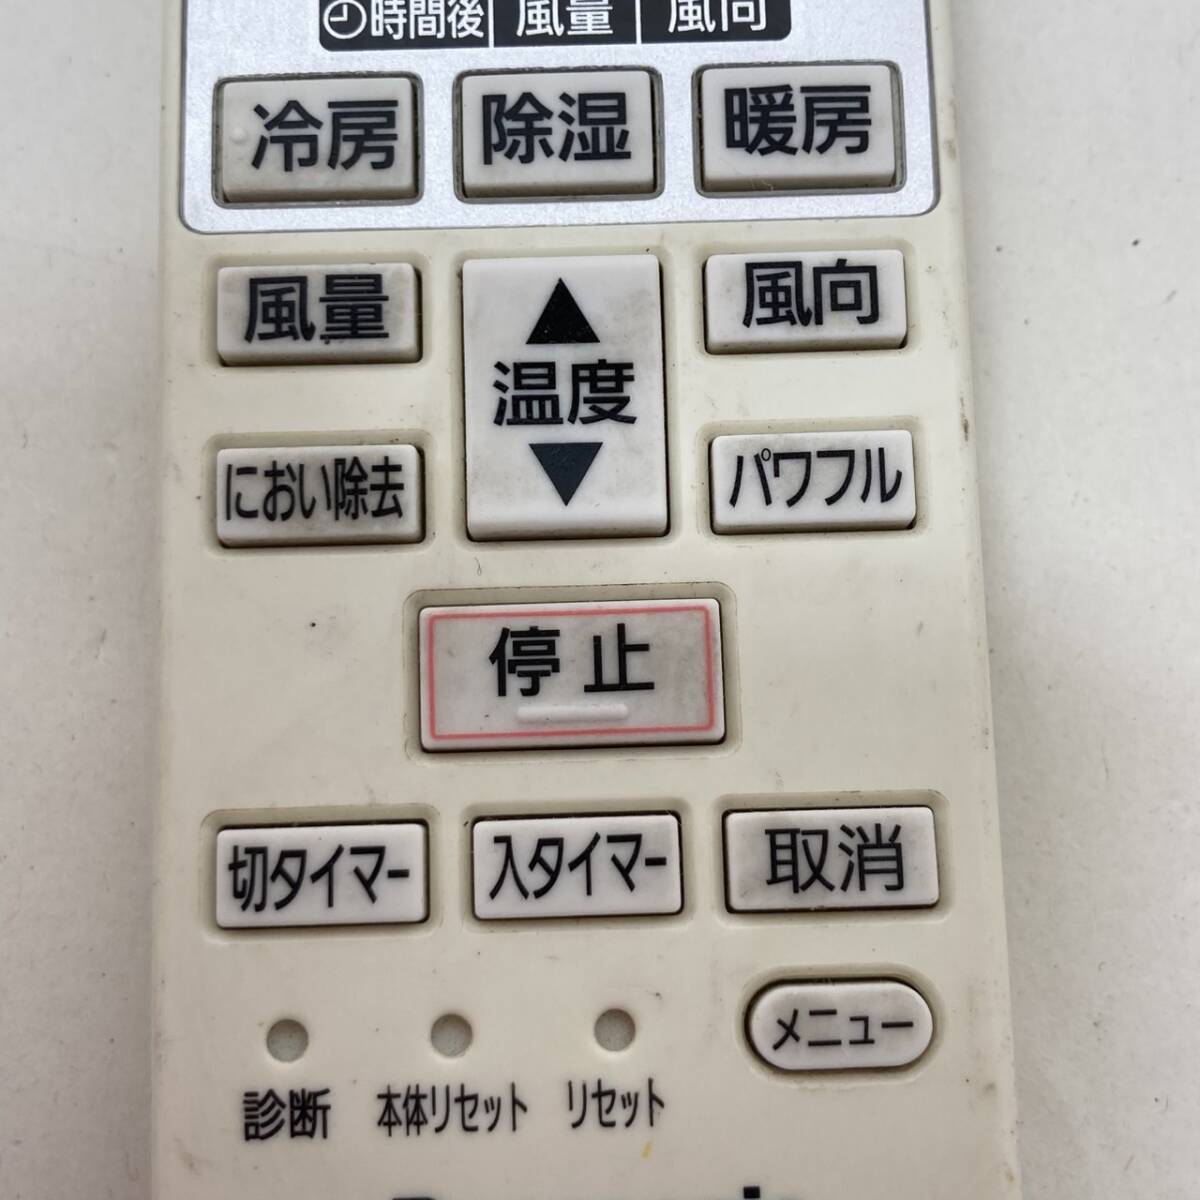 時間後 風量 風向
冷房 除湿 暖房
風量 ▲ 風向
温度
▼
におい除去 パワフル
停止
切タイマー 入タイマー 取消
メニュー
診断 本体リセット リセット